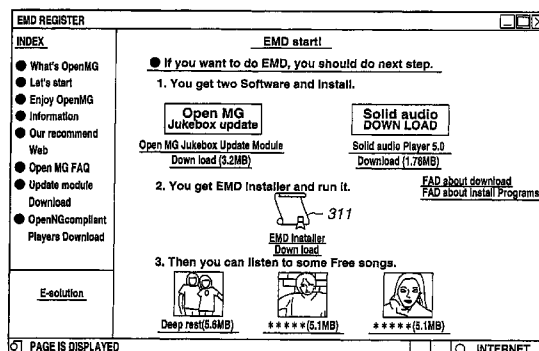 EMD REGISTER
INDEX
● What's OpenMG
● Let's start
● Enjoy OpenMG
● Information
● Our recommend
Web
● Open MG FAQ
● Update module
Download
● OpenNGcompliant
Players Download
E-solution
EMD start!
● If you want to do EMD, you should do next step.
1. You get two Software and Install.
Open MG
Jukebox update
Open MG Jukebox Update Module
Down load (3.2MB)
Solid audio
DOWN LOAD
Solid audio Player 5.0
Download (1.78MB)
FAD about download
FAD about Install Programs
2. You get EMD Installer and run it.
311
EMD Installer
Down load
3. Then you can listen to some Free songs.
Deep rest(5.6MB)
*****(5.1MB)
*****(5.1MB)
PAGE IS DISPLAYED
INTERNET